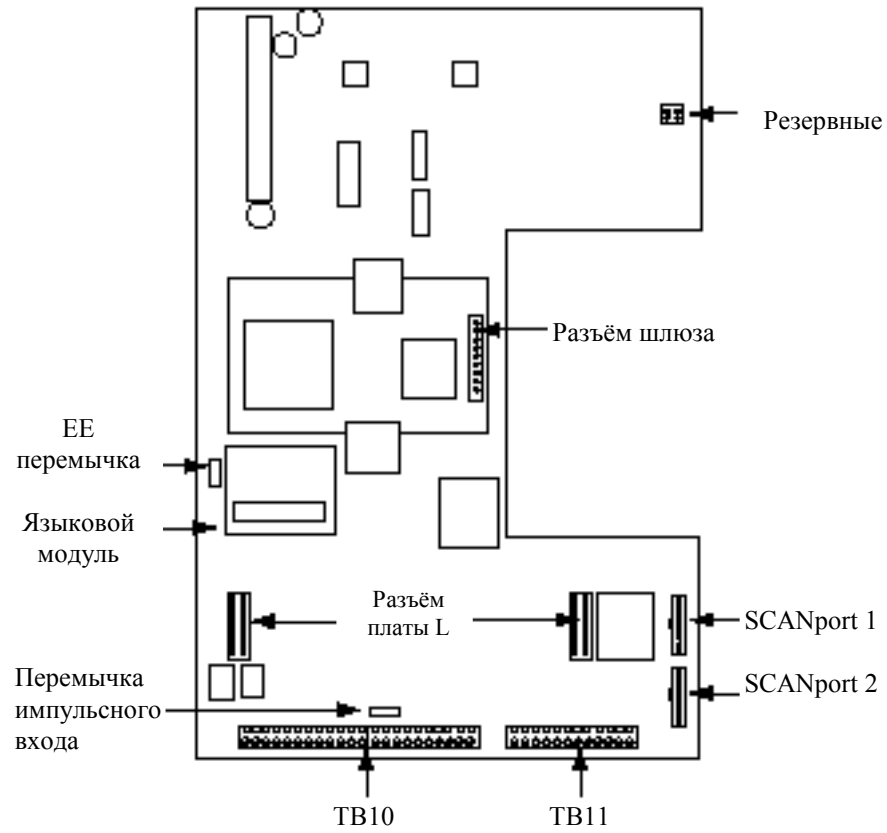 Резервные
Разъём шлюза
EE
перемычка
Языковой
модуль
Разъём
платы L
SCANport 1
SCANport 2
Перемычка
импульсного
входа
TB10
TB11